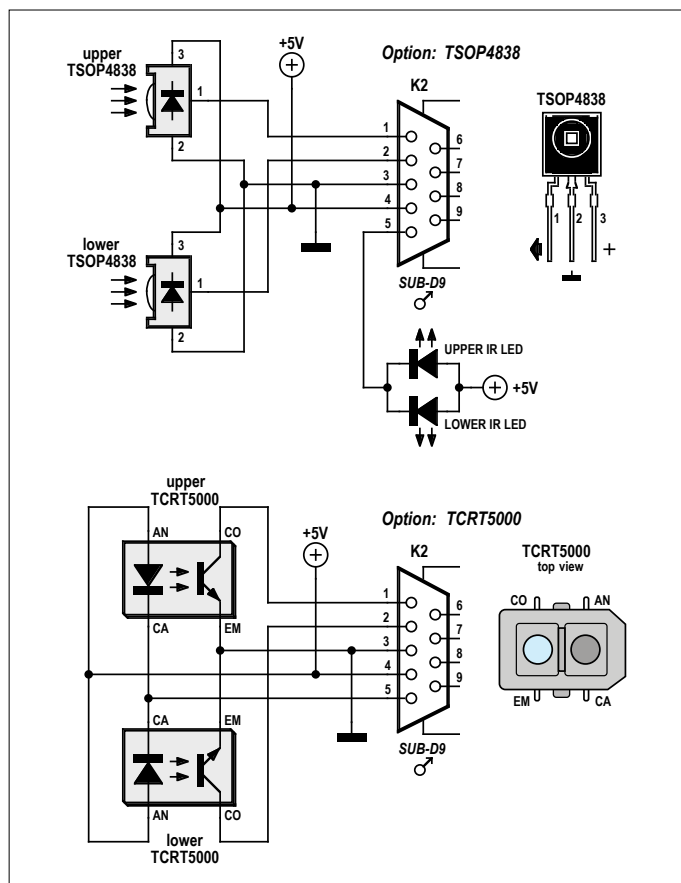 upper
TSOP4838
3
1
2
+5V
Option: TSOP4838
K2
1
2
3
4
5
6
7
8
9
SUB-D9
TSOP4838
1
2
3
+
lower
TSOP4838
3
1
2
UPPER IR LED
+5V
LOWER IR LED
upper
TCRT5000
AN
CO
CA
EM
+5V
Option: TCRT5000
K2
1
2
3
4
5
6
7
8
9
SUB-D9
TCRT5000
top view
CO
AN
EM
CA
CA
EM
AN
CO
lower
TCRT5000